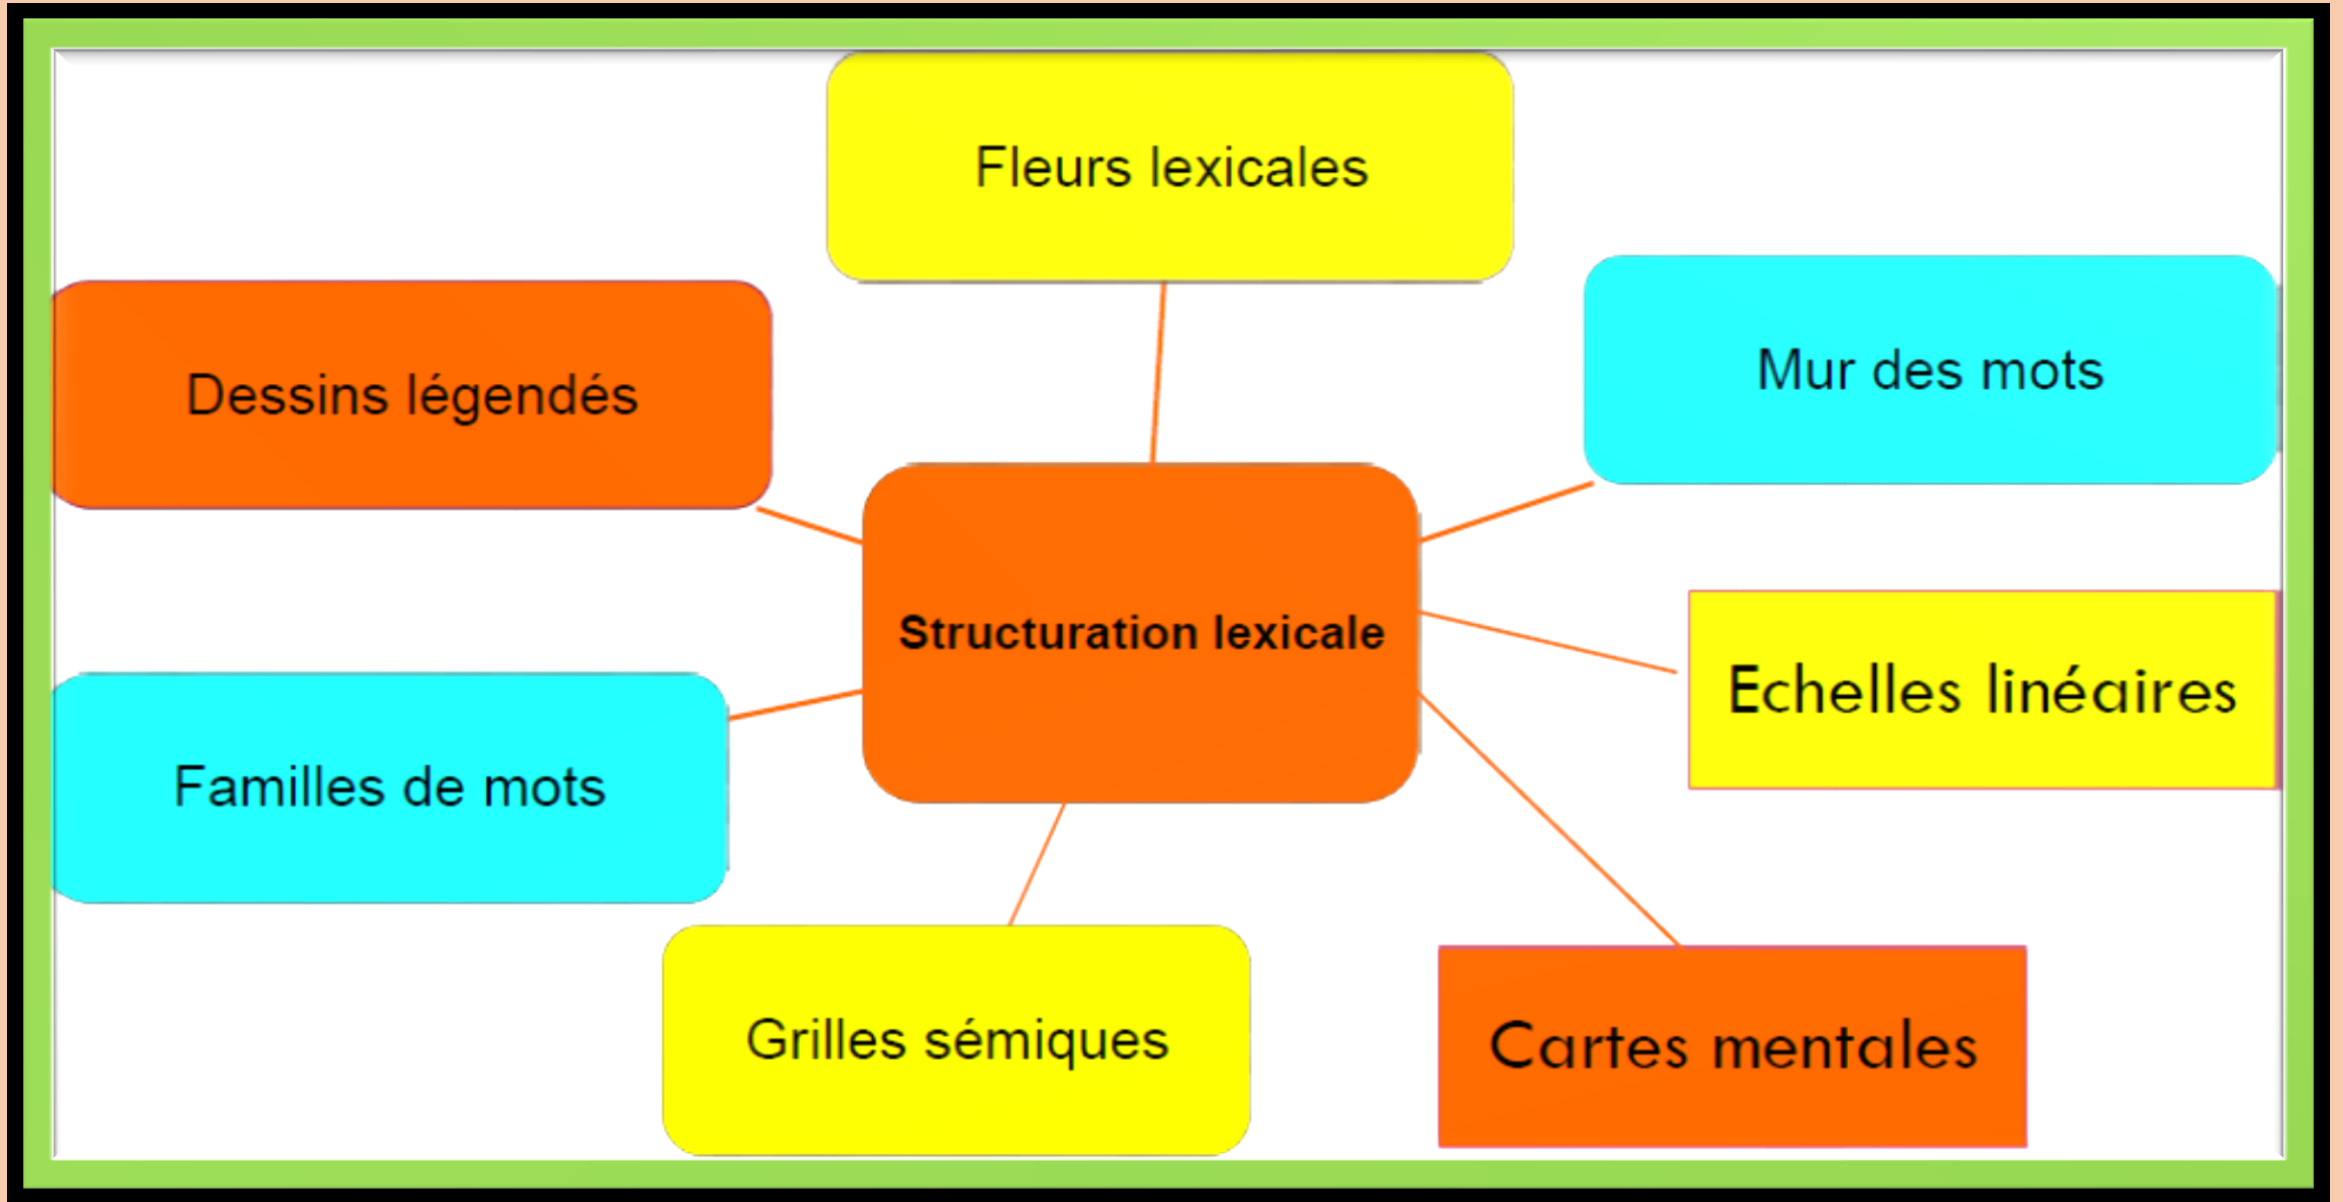 Fleurs lexicales
Mur des mots
Dessins légendés
Structuration lexicale
Echelles linéaires
Familles de mots
Grilles sémiques
Cartes mentales